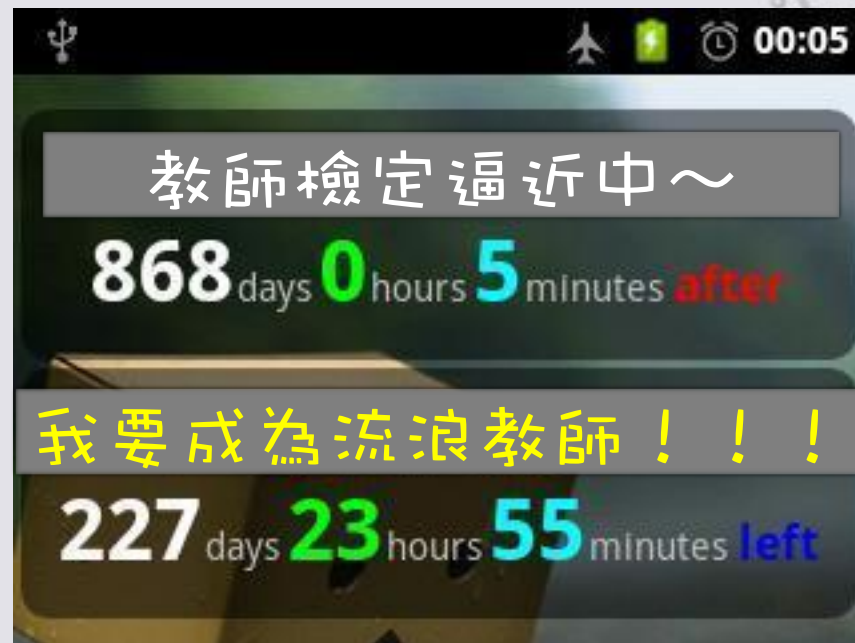 00:05
教師檢定逼近中～
868 days 0 hours 5 minutes after
我要成為流浪教師！！！
227 days 23 hours 55 minutes left